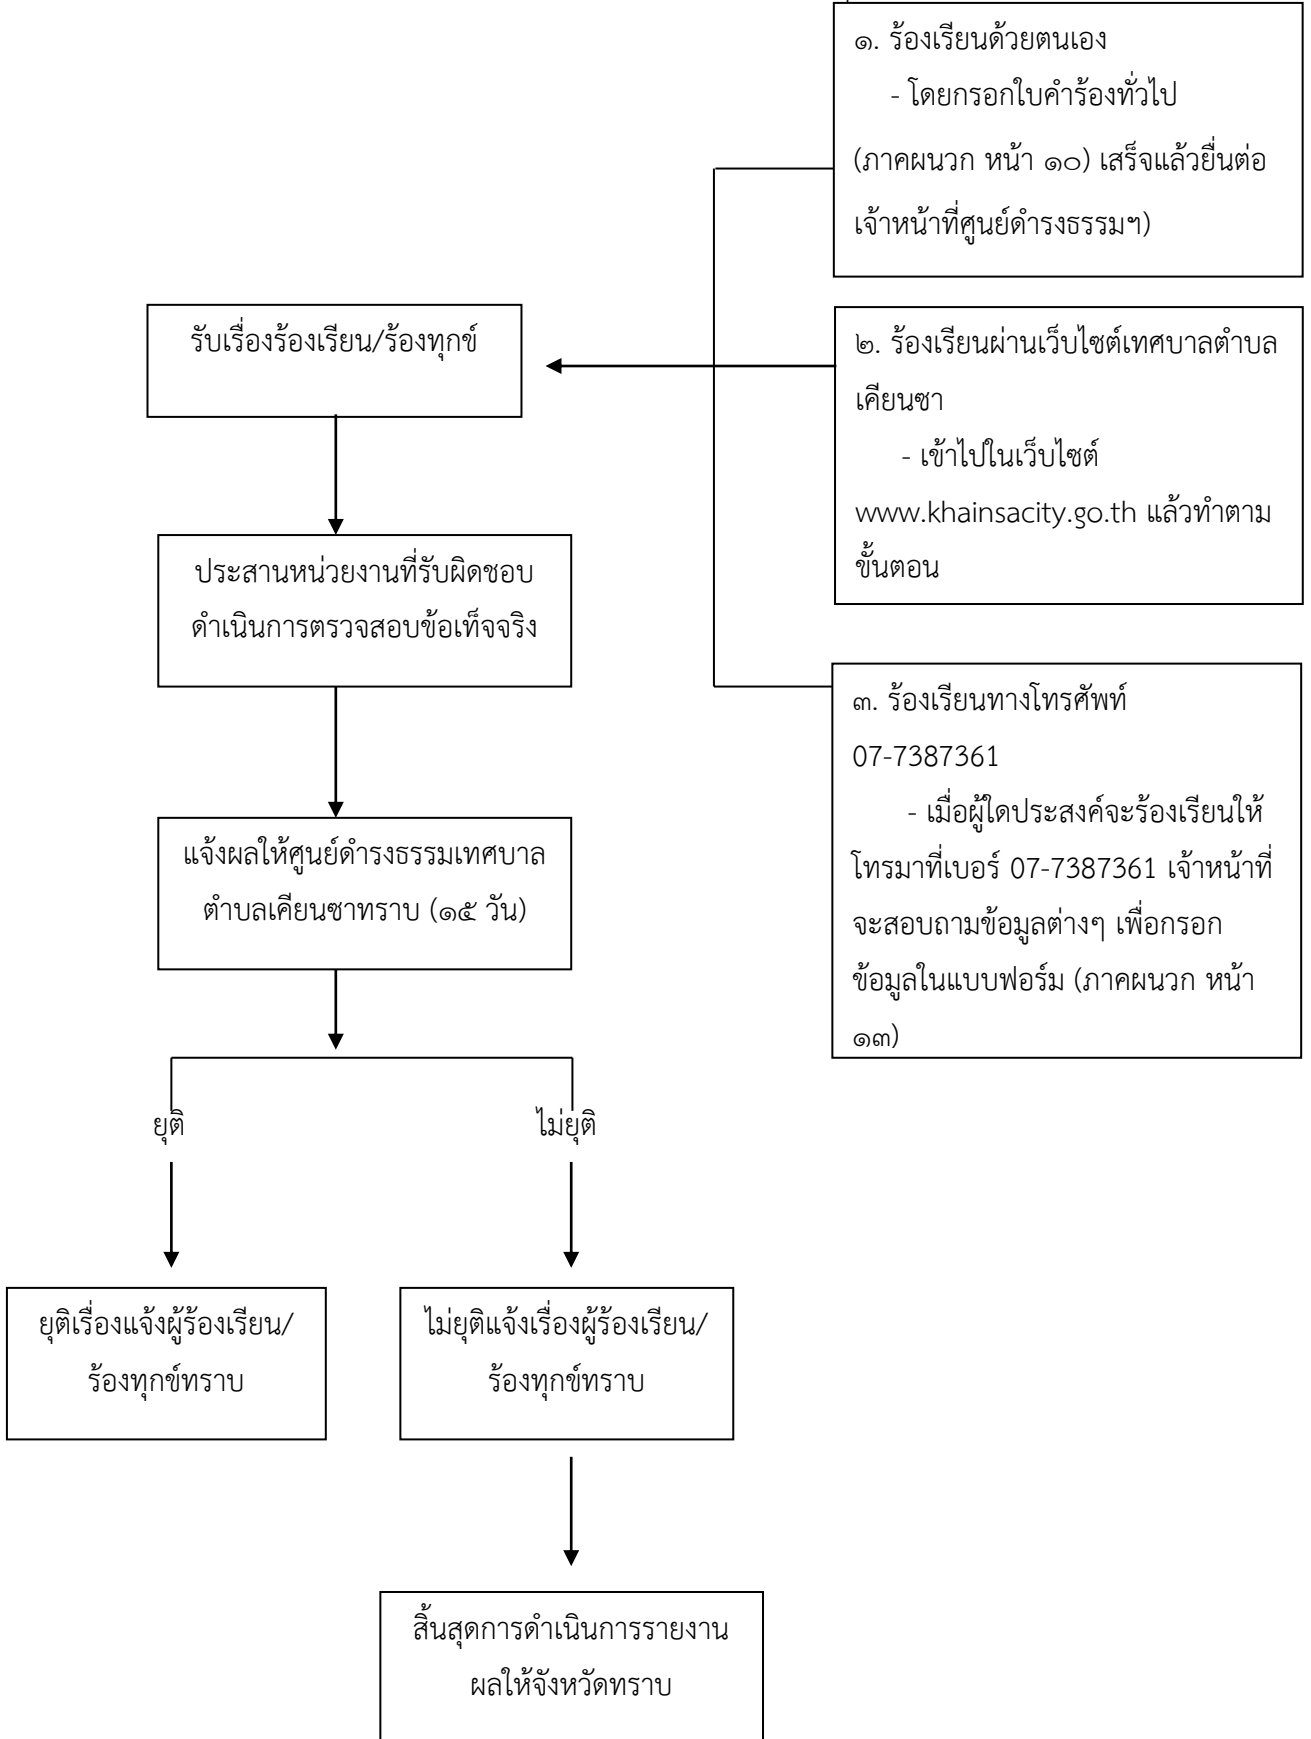 ๑. ร้องเรียนด้วยตนเอง
- โดยกรอกใบคำร้องทั่วไป
(ภาคผนวก หน้า ๑๐) เสร็จแล้วยื่นต่อ
เจ้าหน้าที่ศูนย์ดำรงธรรมฯ)
รับเรื่องร้องเรียน/ร้องทุกข์
๒. ร้องเรียนผ่านเว็บไซต์เทศบาลตำบล
เคียนซา
- เข้าไปในเว็บไซต์
www.khainsacity.go.th แล้วทำตาม
ขั้นตอน
ประสานหน่วยงานที่รับผิดชอบ
ดำเนินการตรวจสอบข้อเท็จจริง
๓. ร้องเรียนทางโทรศัพท์
07-7387361
- เมื่อผู้ใดประสงค์จะร้องเรียนให้
โทรมาที่เบอร์ 07-7387361 เจ้าหน้าที่
จะสอบถามข้อมูลต่างๆ เพื่อกรอก
ข้อมูลในแบบฟอร์ม (ภาคผนวก หน้า
๑๓)
แจ้งผลให้ศูนย์ดำรงธรรมเทศบาล
ตำบลเคียนซาทราบ (๑๕ วัน)
ยุติ
ไม่ยุติ
ยุติเรื่องแจ้งผู้ร้องเรียน/
ร้องทุกข์ทราบ
ไม่ยุติแจ้งเรื่องผู้ร้องเรียน/
ร้องทุกข์ทราบ
สิ้นสุดการดำเนินการรายงาน
ผลให้จังหวัดทราบ